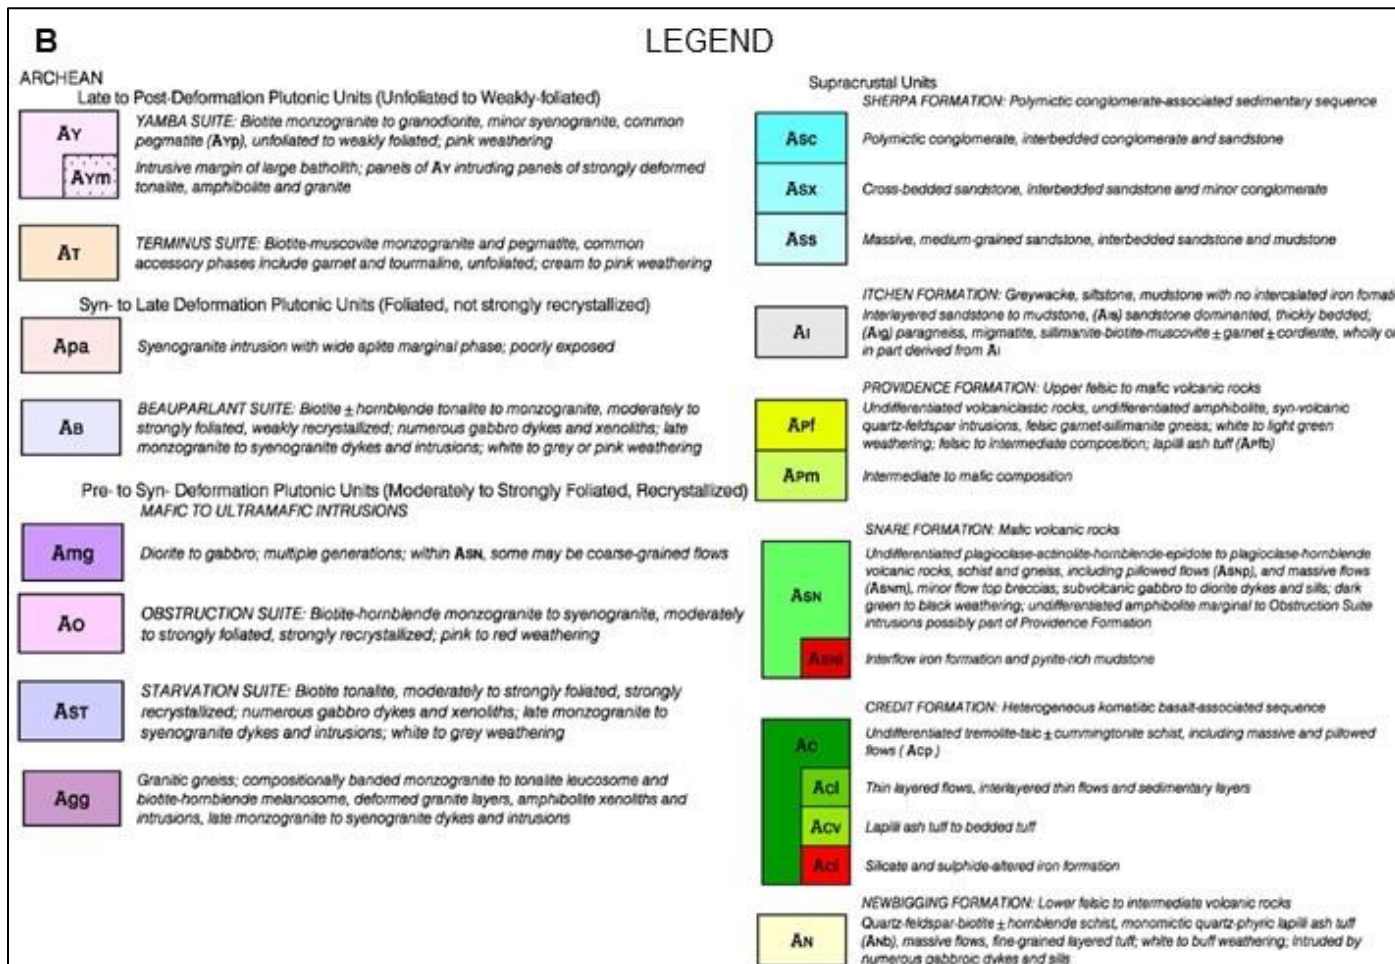 B
LEGEND
ARCHEAN
Late to Post-Deformation Plutonic Units (Unfoliated to Weakly-foliated)
AY
YAMBA SUITE: Biotite monzogranite to granodiorite, minor syenogranite, common
pegmatite (AYp), unfoliated to weakly foliated; pink weathering
AYm
Intrusive margin of large batholith; panels of AY intruding panels of strongly deformed
tonalite, amphibolite and granite
AT
TERMINUS SUITE: Biotite-muscovite monzogranite and pegmatite, common
accessory phases include garnet and tourmaline, unfoliated; cream to pink weathering
Syn- to Late Deformation Plutonic Units (Foliated, not strongly recrystallized)
Apa
Syenogranite intrusion with wide aplite marginal phase; poorly exposed
AB
BEAUPARLANT SUITE: Biotite ± hornblende tonalite to monzogranite, moderately to
strongly foliated, weakly recrystallized; numerous gabbro dykes and xenoliths; late
monzogranite to syenogranite dykes and intrusions; white to grey or pink weathering
Pre- to Syn- Deformation Plutonic Units (Moderately to Strongly Foliated, Recrystallized)
MAFIC TO ULTRAMAFIC INTRUSIONS
Amg
Diorite to gabbro; multiple generations; within ASN, some may be coarse-grained flows
AO
OBSTRUCTION SUITE: Biotite-hornblende monzogranite to syenogranite, moderately
to strongly foliated, strongly recrystallized; pink to red weathering
AST
STARVATION SUITE: Biotite tonalite, moderately to strongly foliated, strongly
recrystallized; numerous gabbro dykes and xenoliths; late monzogranite to
syenogranite dykes and intrusions; white to grey weathering
Agg
Granitic gneiss; compositionally banded monzogranite to tonalite leucosome and
biotite-hornblende melanosome, deformed granite layers, amphibolite xenoliths and
intrusions, late monzogranite to syenogranite dykes and intrusions
Supracrustal Units
SHERPA FORMATION: Polymictic conglomerate-associated sedimentary sequence
ASC
Polymictic conglomerate, interbedded conglomerate and sandstone
ASX
Cross-bedded sandstone, interbedded sandstone and minor conglomerate
ASS
Massive, medium-grained sandstone, interbedded sandstone and mudstone
ITCHEN FORMATION: Greywacke, siltstone, mudstone with no intercalated iron fomati
AI
Interlayered sandstone to mudstone, (AIs) sandstone dominanted, thickly bedded;
(AIg) paragneiss, migmatite, sillimanite-biotite-muscovite ± garnet ± cordierite, wholly or
in part derived from AI
PROVIDENCE FORMATION: Upper felsic to mafic volcanic rocks
APf
Undifferentiated volcaniclastic rocks, undifferentiated amphibolite, syn-volcanic
quartz-feldspar intrusions, felsic garnet-sillimanite gneiss; white to light green
weathering; felsic to intermediate composition; lapilli ash tuff (APfb)
APm
Intermediate to mafic composition
SNARE FORMATION: Mafic volcanic rocks
ASN
Undifferentiated plagioclase-actinolite-hornblende-epidote to plagioclase-hornblende
volcanic rocks, schist and gneiss, including pillowed flows (ASNp), and massive flows
(ASNm), minor flow top breccias, subvolcanic gabbro to diorite dykes and sills; dark
green to black weathering; undifferentiated amphibolite marginal to Obstruction Suite
intrusions possibly part of Providence Formation
ASNi
Interflow iron formation and pyrite-rich mudstone
CREDIT FORMATION: Heterogeneous komatiitic basalt-associated sequence
AC
Undifferentiated tremolite-talc ± cummingtonite schist, including massive and pillowed
flows ( ACp )
ACl
Thin layered flows, interlayered thin flows and sedimentary layers
ACv
Lapilli ash tuff to bedded tuff
ACi
Silicate and sulphide-altered iron formation
NEWBIGGING FORMATION: Lower felsic to intermediate volcanic rocks
AN
Quartz-feldspar-biotite ± hornblende schist, monomictic quartz-phyric lapilli ash tuff
(ANb), massive flows, fine-grained layered tuff; white to buff weathering; Intruded by
numerous gabbroic dykes and sills